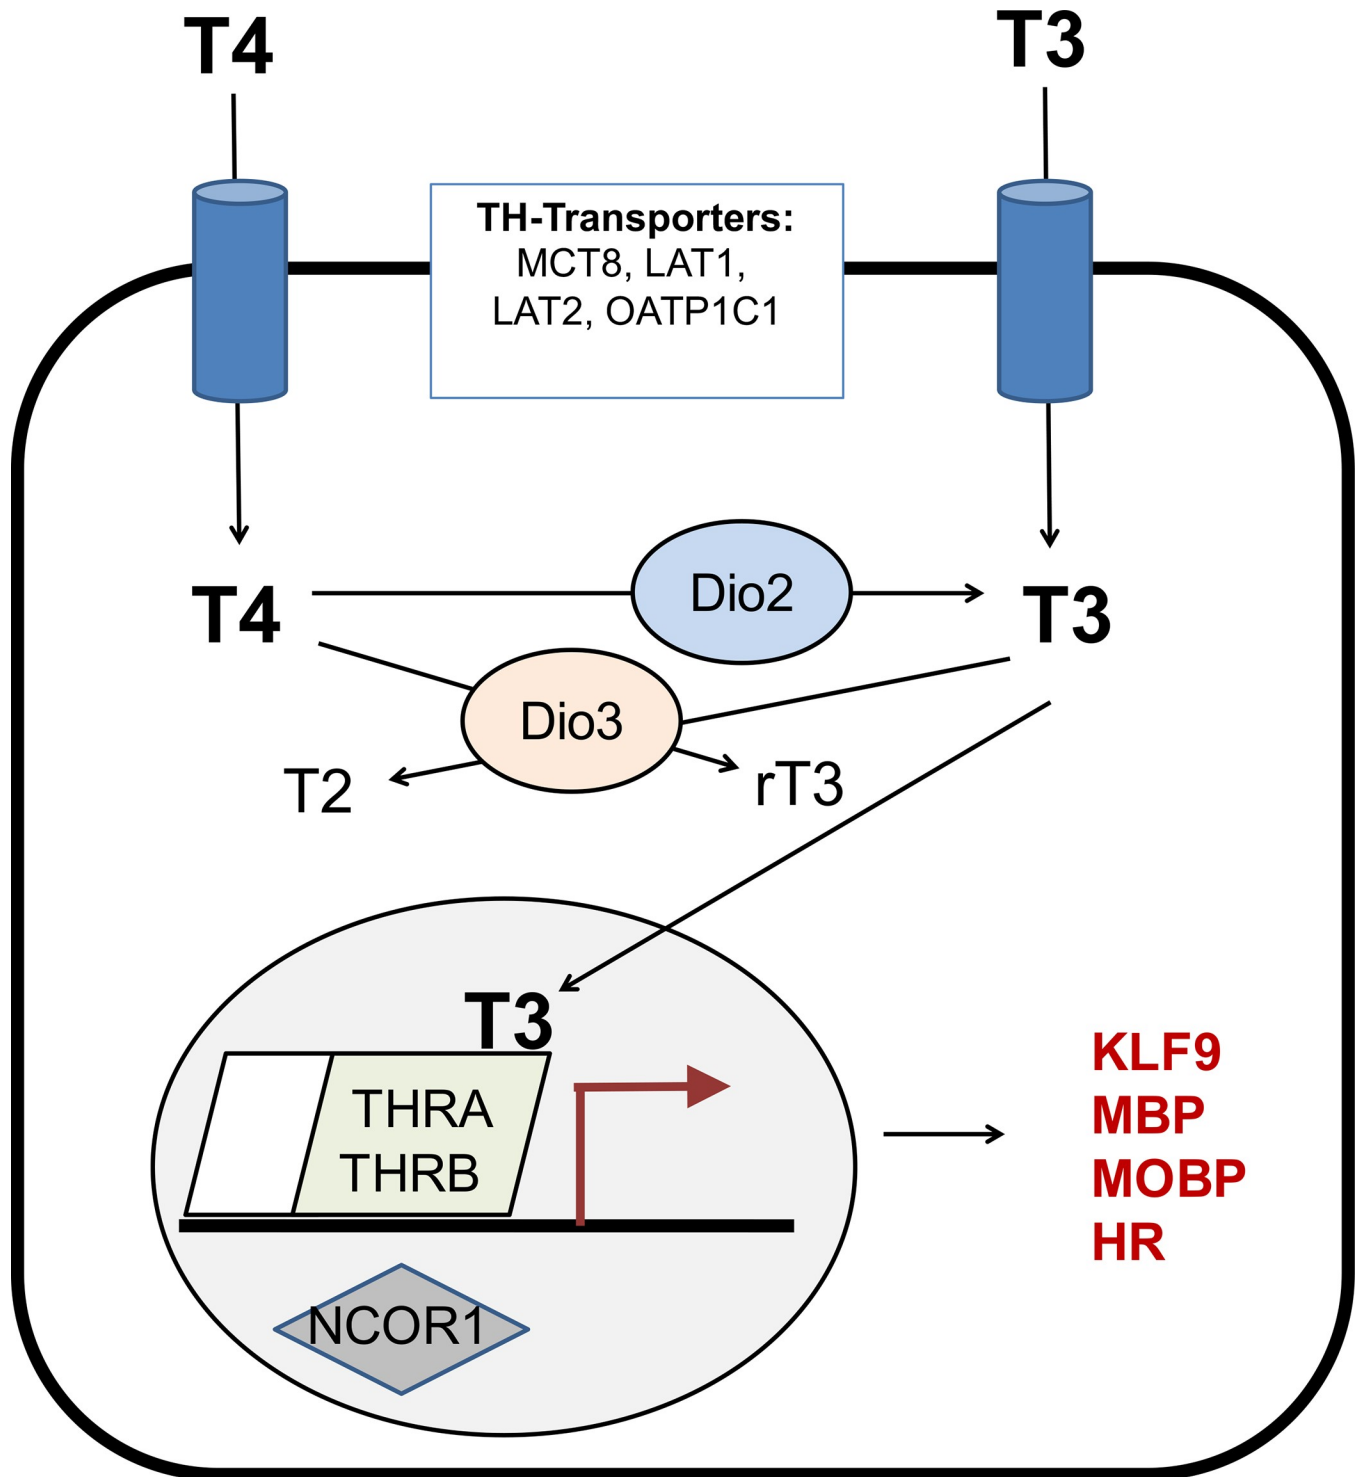 T4
T3
TH-Transporters:
MCT8, LAT1,
LAT2, OATP1C1
T4
Dio2
T3
Dio3
T2
rT3
T3
THRA
THRB
KLF9
MBP
MOBP
HR
NCOR1